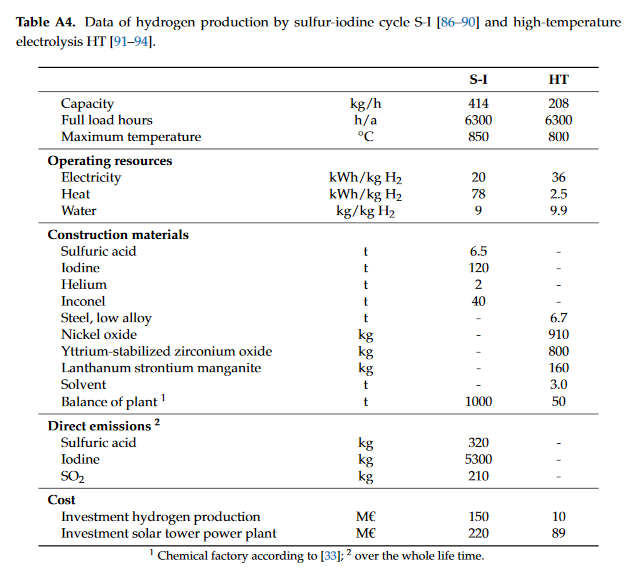 Table A4. Data of hydrogen production by sulfur-iodine cycle S-I [86–90] and high-temperature
electrolysis HT [91–94].
S-I HT
Capacity kg/h 414 208
Full load hours h/a 6300 6300
Maximum temperature °C 850 800
Operating resources
Electricity kWh/kg H₂ 20 36
Heat kWh/kg H₂ 78 2.5
Water kg/kg H₂ 9 9.9
Construction materials
Sulfuric acid t 6.5 -
Iodine t 120 -
Helium t 2 -
Inconel t 40 -
Steel, low alloy t - 6.7
Nickel oxide kg - 910
Yttrium-stabilized zirconium oxide kg - 800
Lanthanum strontium manganite kg - 160
Solvent t - 3.0
Balance of plant ¹ t 1000 50
Direct emissions ²
Sulfuric acid kg 320 -
Iodine kg 5300 -
SO₂ kg 210 -
Cost
Investment hydrogen production M€ 150 10
Investment solar tower power plant M€ 220 89
¹ Chemical factory according to [33]; ² over the whole life time.